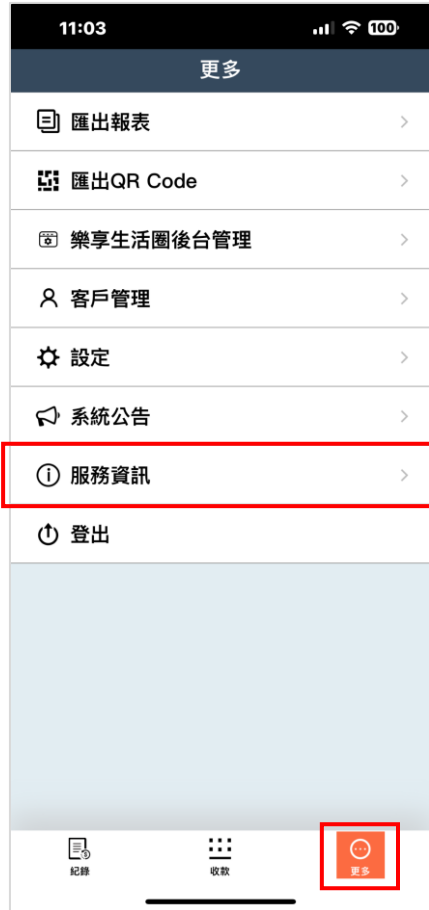 11:03 100
更多
匯出報表
匯出QR Code
樂享生活圈後台管理
客戶管理
設定
系統公告
服務資訊
登出
紀錄 收款 更多